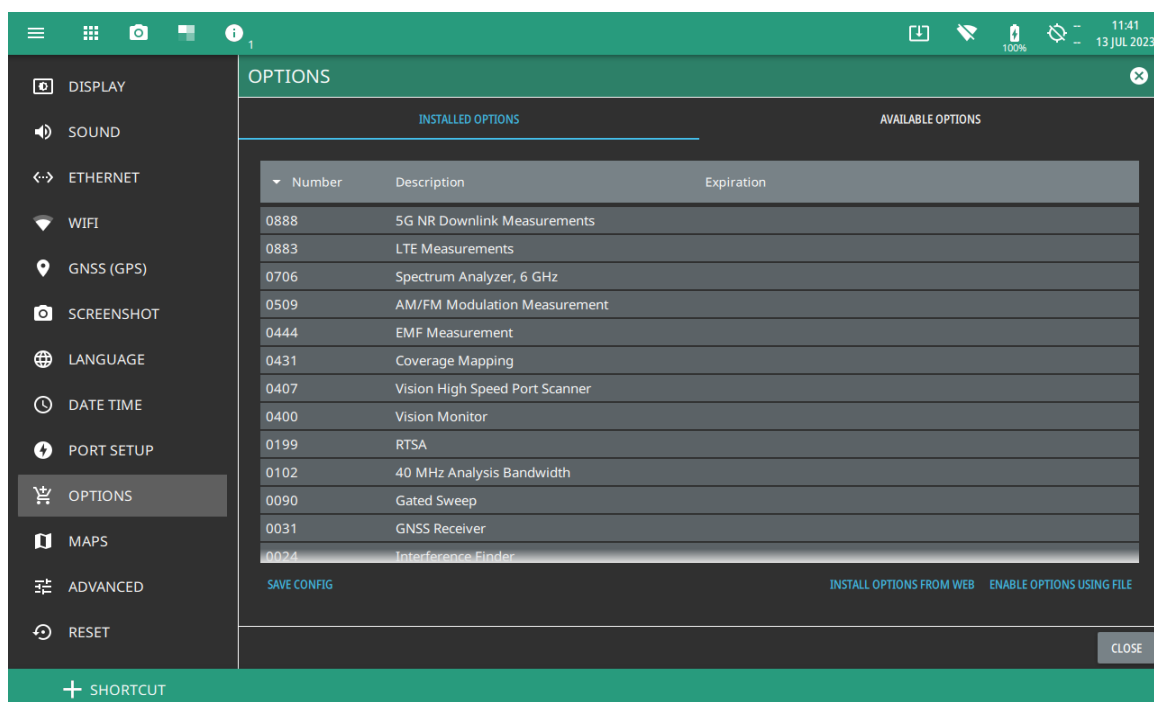 1
100%
--
--
11:41
13 JUL 2023
DISPLAY
SOUND
ETHERNET
WIFI
GNSS (GPS)
SCREENSHOT
LANGUAGE
DATE TIME
PORT SETUP
OPTIONS
MAPS
ADVANCED
RESET
OPTIONS
INSTALLED OPTIONS AVAILABLE OPTIONS
Number Description Expiration
0888 5G NR Downlink Measurements
0883 LTE Measurements
0706 Spectrum Analyzer, 6 GHz
0509 AM/FM Modulation Measurement
0444 EMF Measurement
0431 Coverage Mapping
0407 Vision High Speed Port Scanner
0400 Vision Monitor
0199 RTSA
0102 40 MHz Analysis Bandwidth
0090 Gated Sweep
0031 GNSS Receiver
0024 Interference Finder
SAVE CONFIG INSTALL OPTIONS FROM WEB ENABLE OPTIONS USING FILE
CLOSE
SHORTCUT